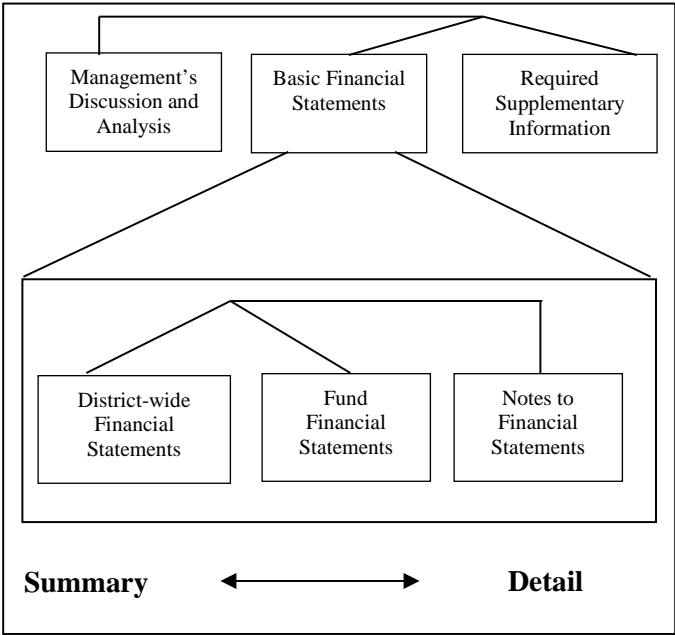 Management’s
Discussion and
Analysis
Basic Financial
Statements
Required
Supplementary
Information
District-wide
Financial
Statements
Fund
Financial
Statements
Notes to
Financial
Statements
Summary
Detail